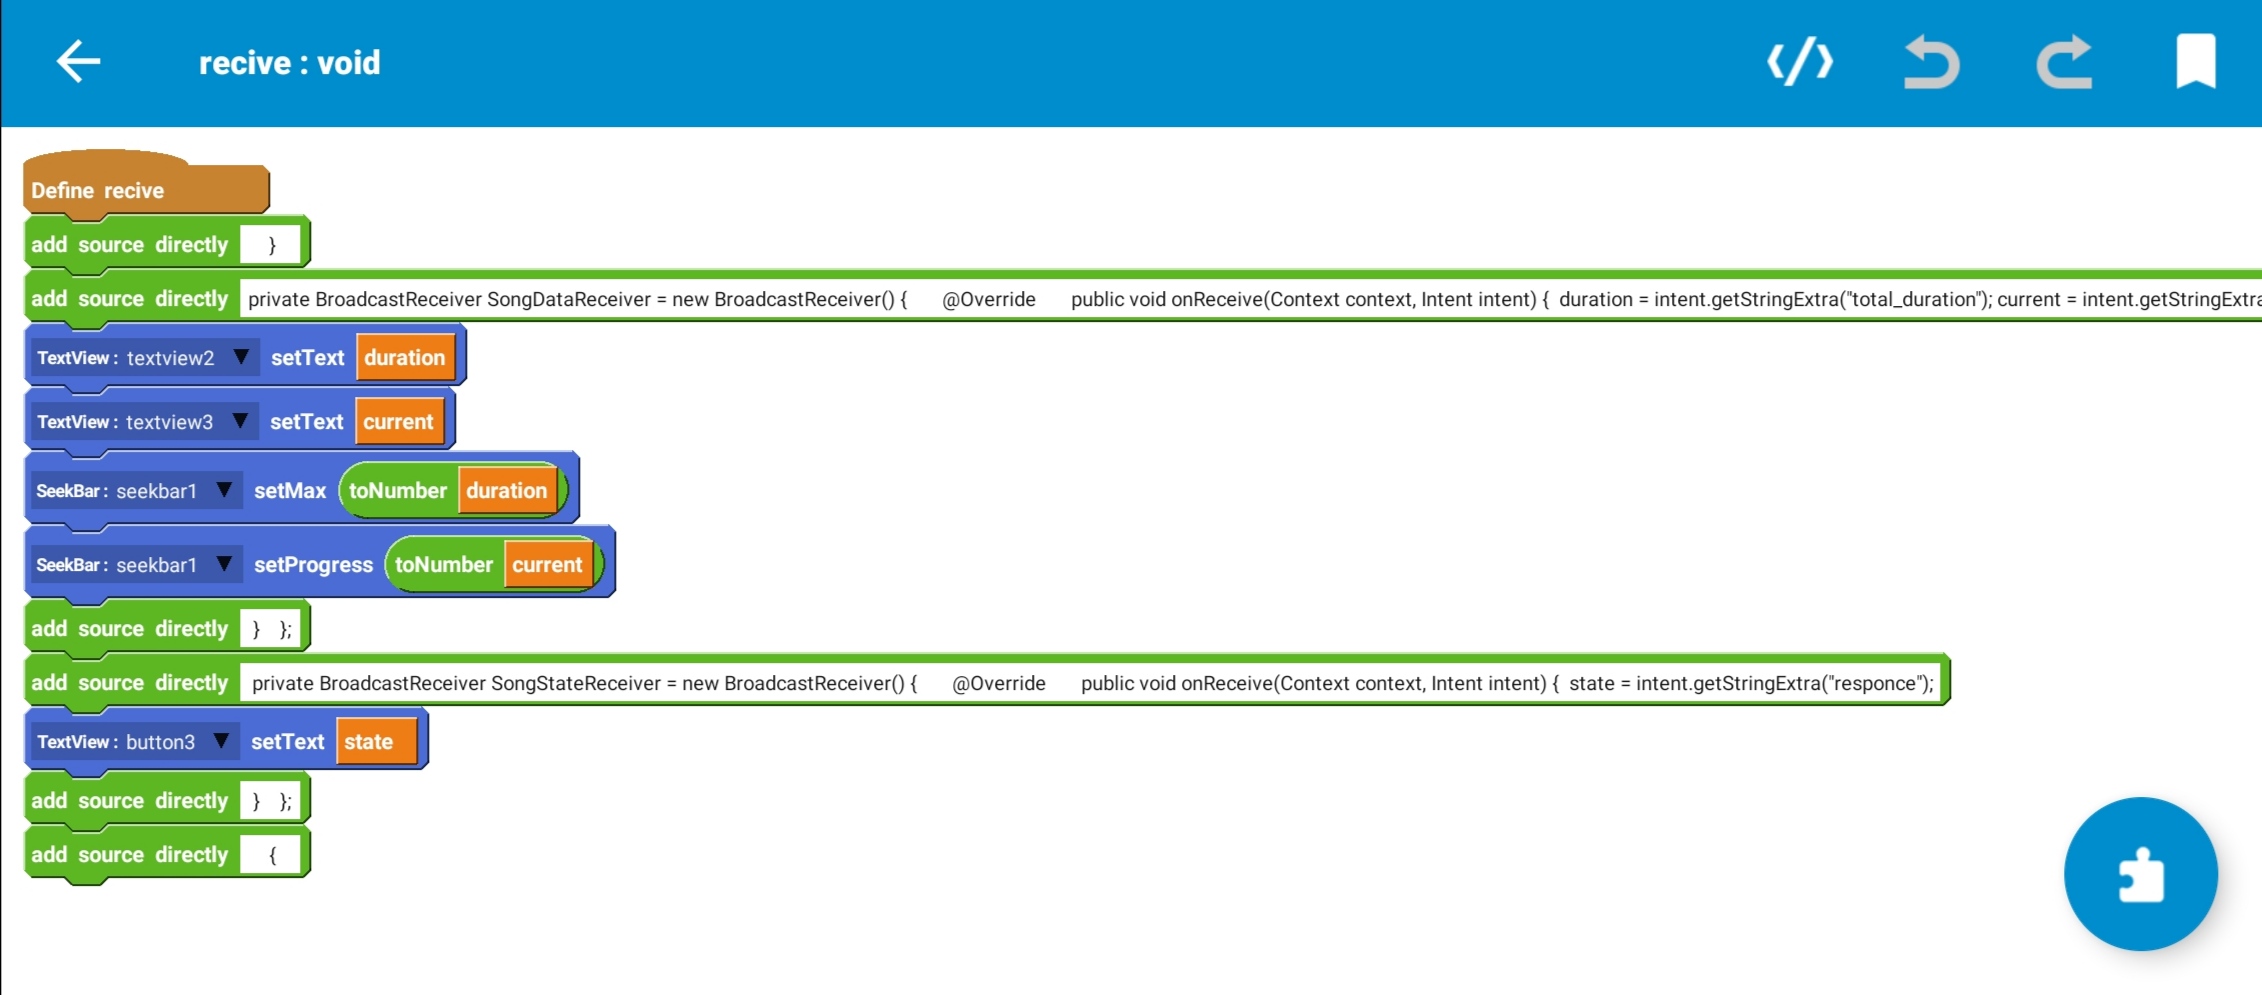 recive : void
Define recive
add source directly }
add source directly private BroadcastReceiver SongDataReceiver = new BroadcastReceiver() { @Override public void onReceive(Context context, Intent intent) { duration = intent.getStringExtra("total_duration"); current = intent.getStringExtra
TextView : textview2 setText duration
TextView : textview3 setText current
SeekBar : seekbar1 setMax toNumber duration
SeekBar : seekbar1 setProgress toNumber current
add source directly } };
add source directly private BroadcastReceiver SongStateReceiver = new BroadcastReceiver() { @Override public void onReceive(Context context, Intent intent) { state = intent.getStringExtra("responce");
TextView : button3 setText state
add source directly } };
add source directly {